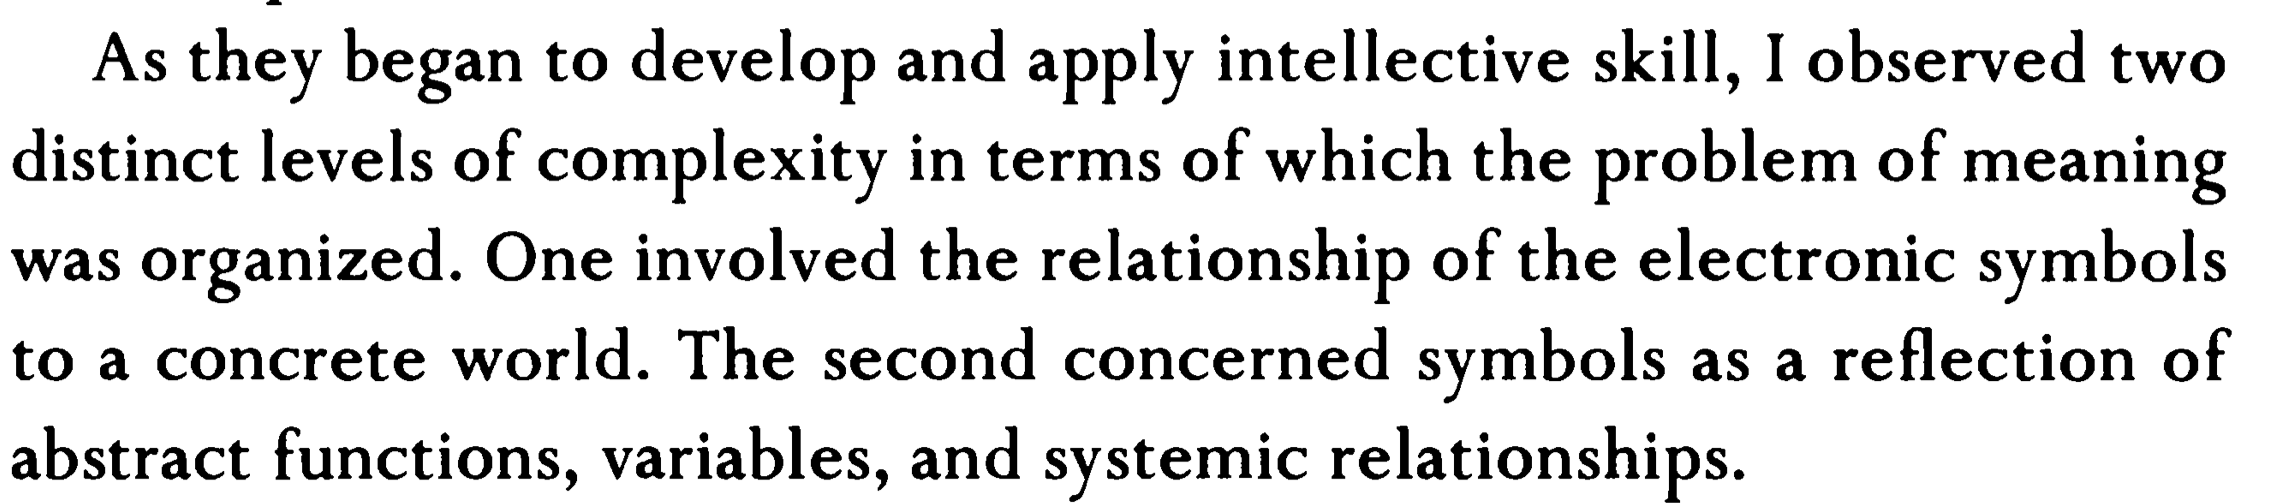 As they began to develop and apply intellective skill, I observed two
distinct levels of complexity in terms of which the problem of meaning
was organized. One involved the relationship of the electronic symbols
to a concrete world. The second concerned symbols as a reflection of
abstract functions, variables, and systemic relationships.